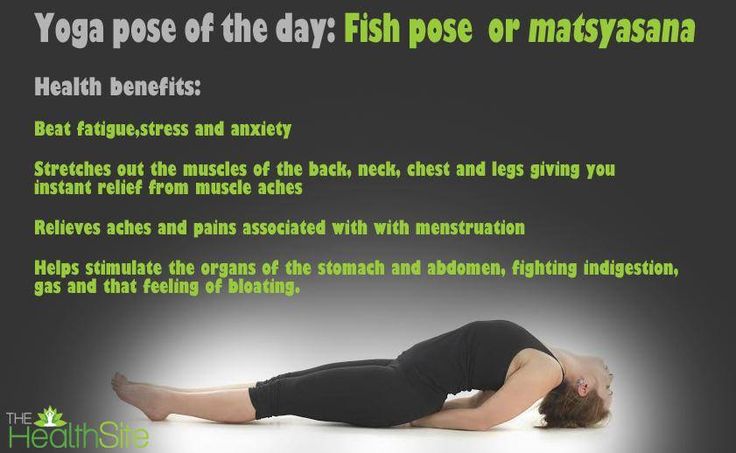 Yoga pose of the day: Fish pose or matsyasana
Health benefits:
Beat fatigue,stress and anxiety
Stretches out the muscles of the back, neck, chest and legs giving you
instant relief from muscle aches
Relieves aches and pains associated with with menstruation
Helps stimulate the organs of the stomach and abdomen, fighting indigestion,
gas and that feeling of bloating.
THE
HealthSite